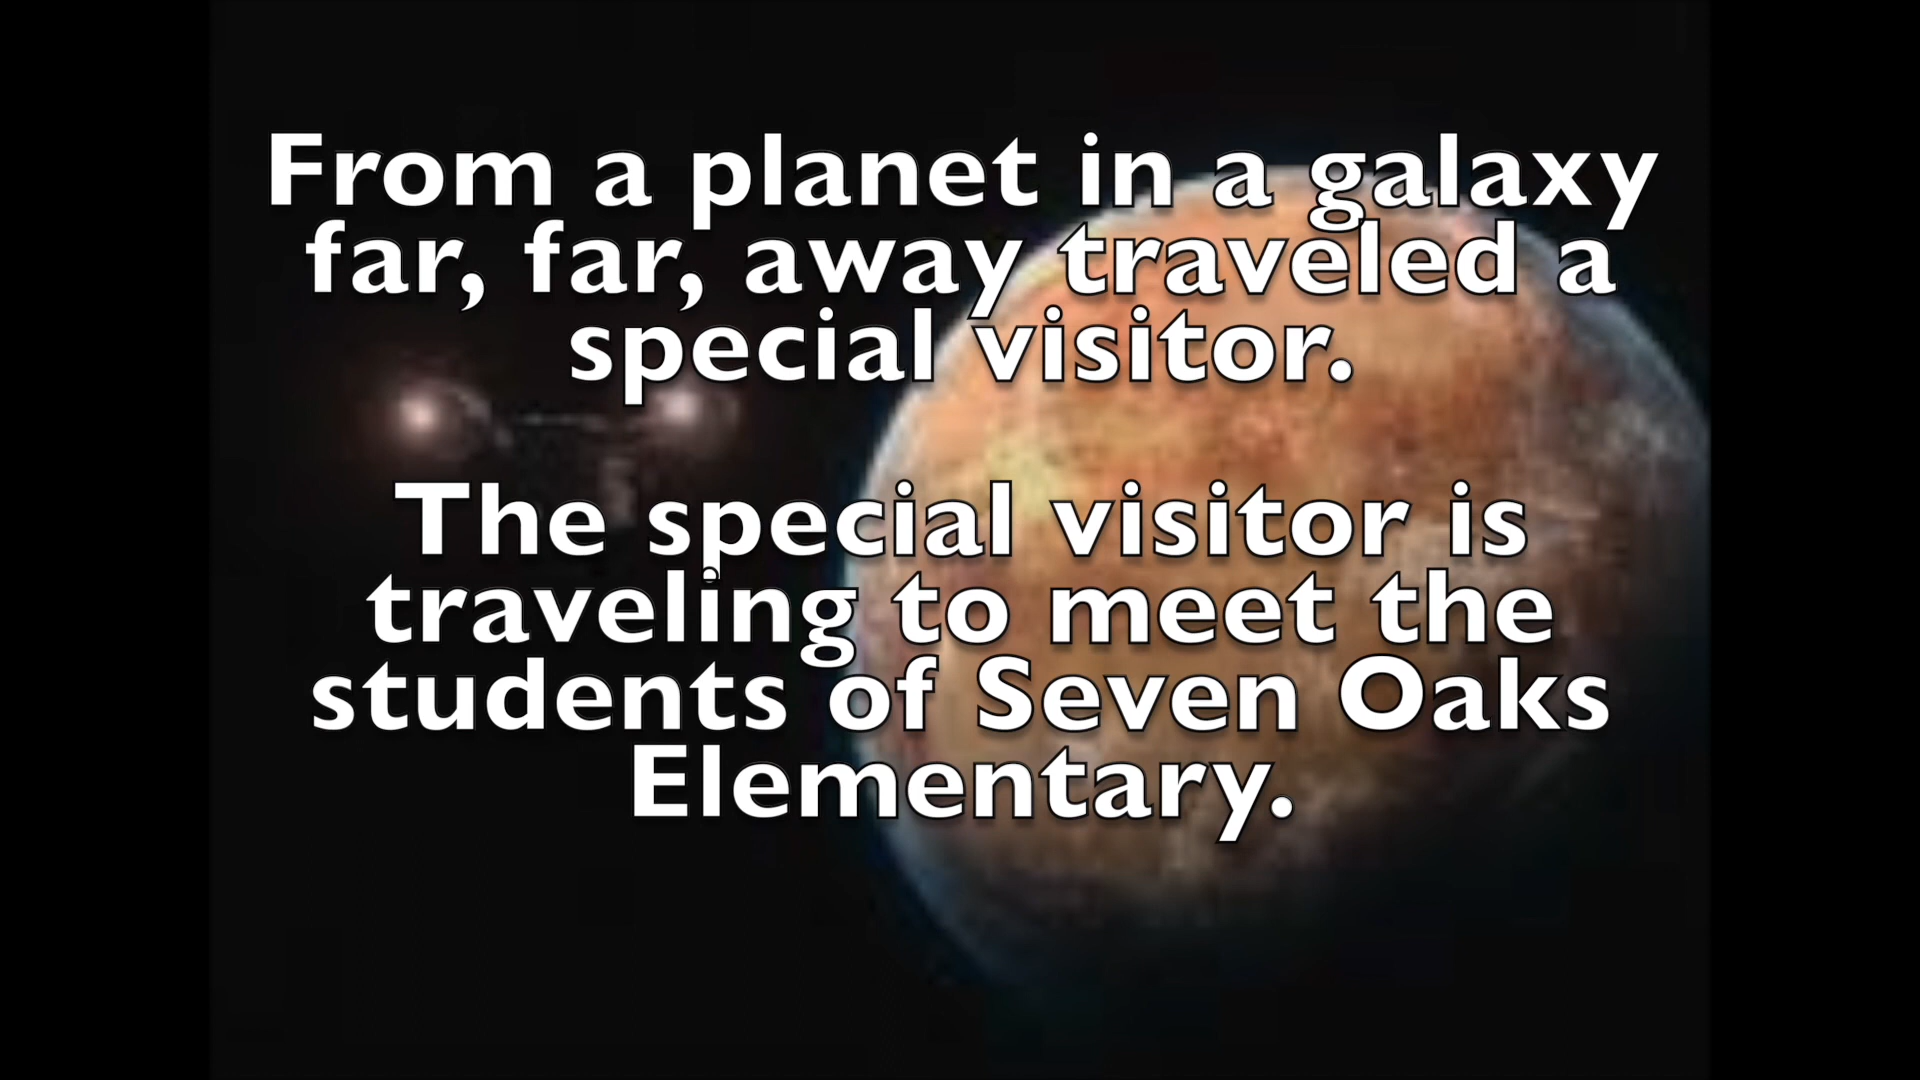 From a planet in a galaxy
far, far, away traveled a
special visitor.
The special visitor is
traveling to meet the
students of Seven Oaks
Elementary.